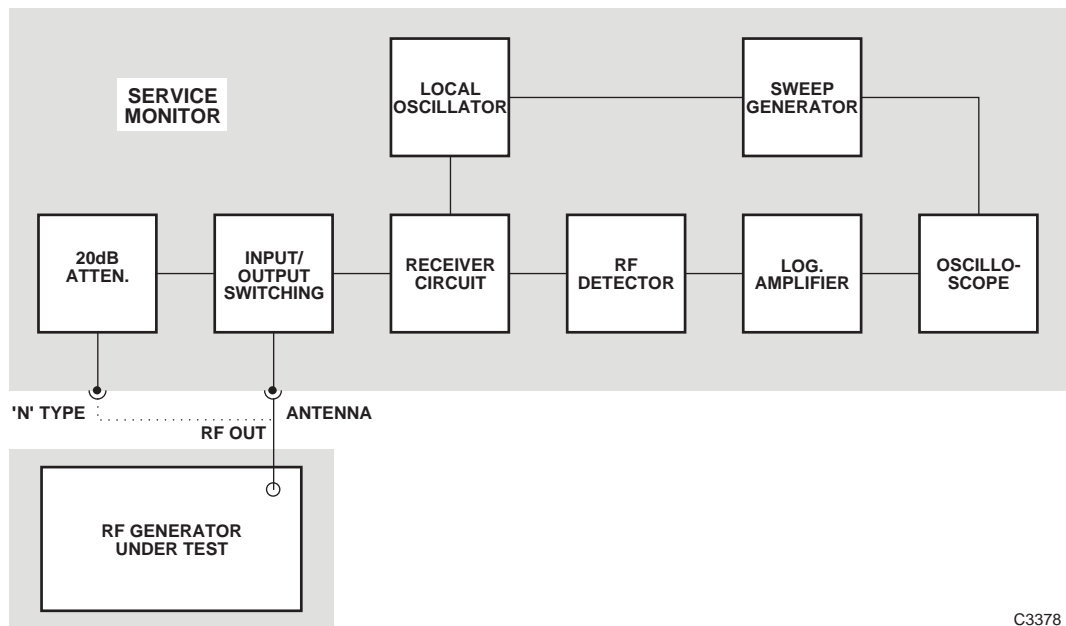 SERVICE
MONITOR
LOCAL
OSCILLATOR
SWEEP
GENERATOR
20dB
ATTEN.
INPUT/
OUTPUT
SWITCHING
RECEIVER
CIRCUIT
RF
DETECTOR
LOG.
AMPLIFIER
OSCILLO-
SCOPE
'N' TYPE
ANTENNA
RF OUT
RF GENERATOR
UNDER TEST
C3378